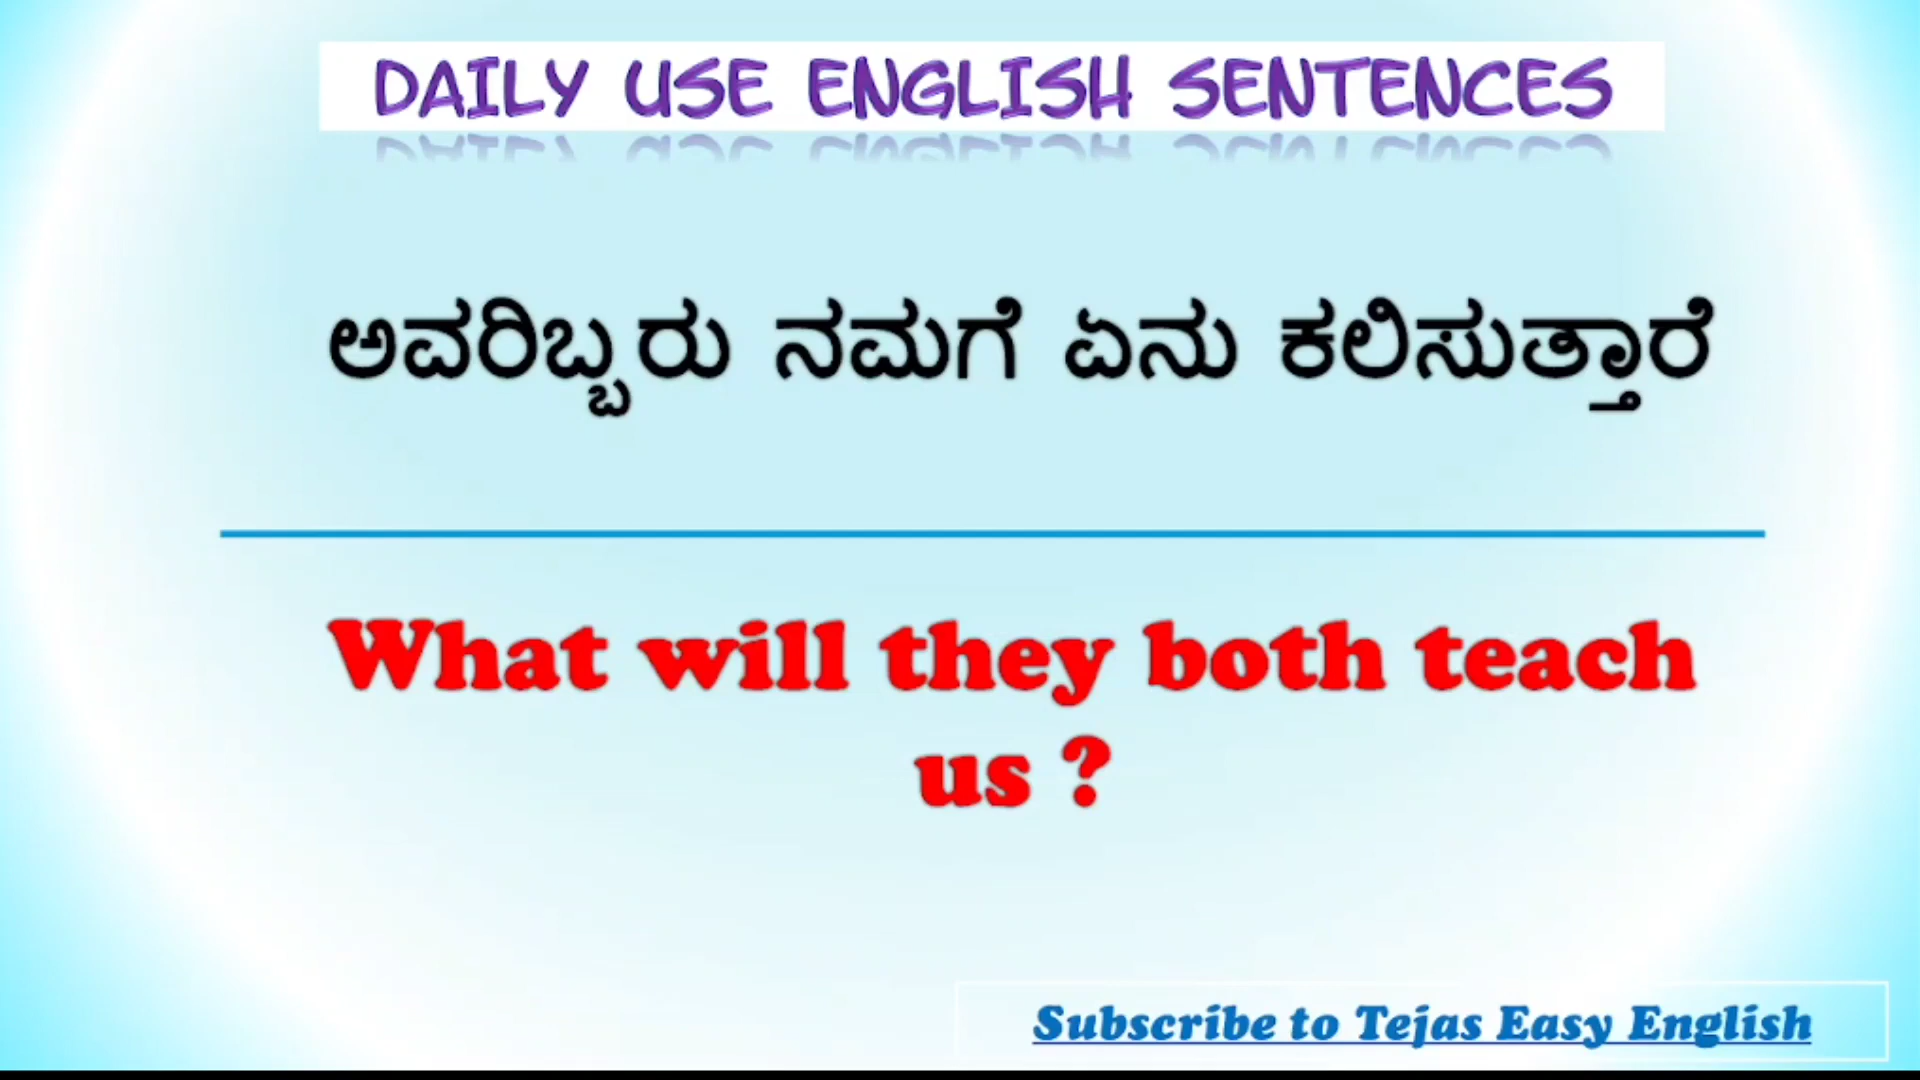 DAILY USE ENGLISH SENTENCES
ಅವರಿಬ್ಬರು ನಮಗೆ ಏನು ಕಲಿಸುತ್ತಾರೆ
What will they both teach
us ?
Subscribe to Tejas Easy English